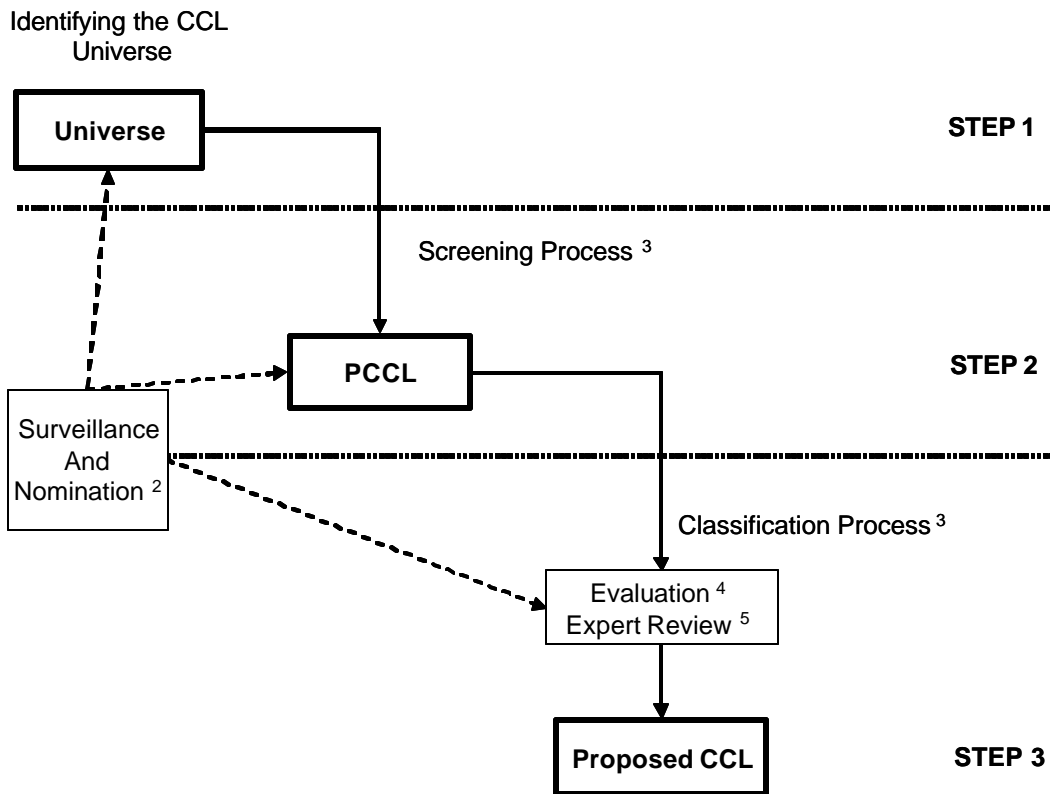 Identifying the CCL
Universe
Universe
STEP 1
Screening Process ³
PCCL
STEP 2
Surveillance
And
Nomination ²
Classification Process ³
Evaluation ⁴
Expert Review ⁵
Proposed CCL
STEP 3